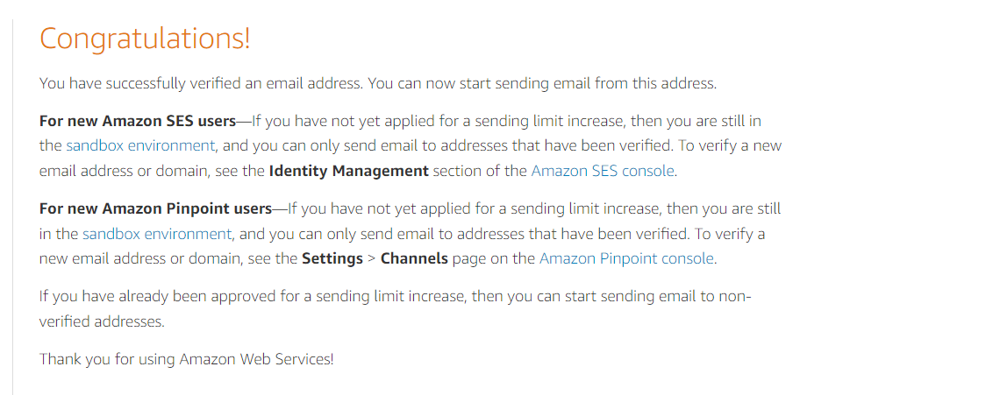 Congratulations!
You have successfully verified an email address. You can now start sending email from this address.
For new Amazon SES users—If you have not yet applied for a sending limit increase, then you are still in
the sandbox environment, and you can only send email to addresses that have been verified. To verify a new
email address or domain, see the Identity Management section of the Amazon SES console.
For new Amazon Pinpoint users—If you have not yet applied for a sending limit increase, then you are still
in the sandbox environment, and you can only send email to addresses that have been verified. To verify a
new email address or domain, see the Settings > Channels page on the Amazon Pinpoint console.
If you have already been approved for a sending limit increase, then you can start sending email to non-
verified addresses.
Thank you for using Amazon Web Services!